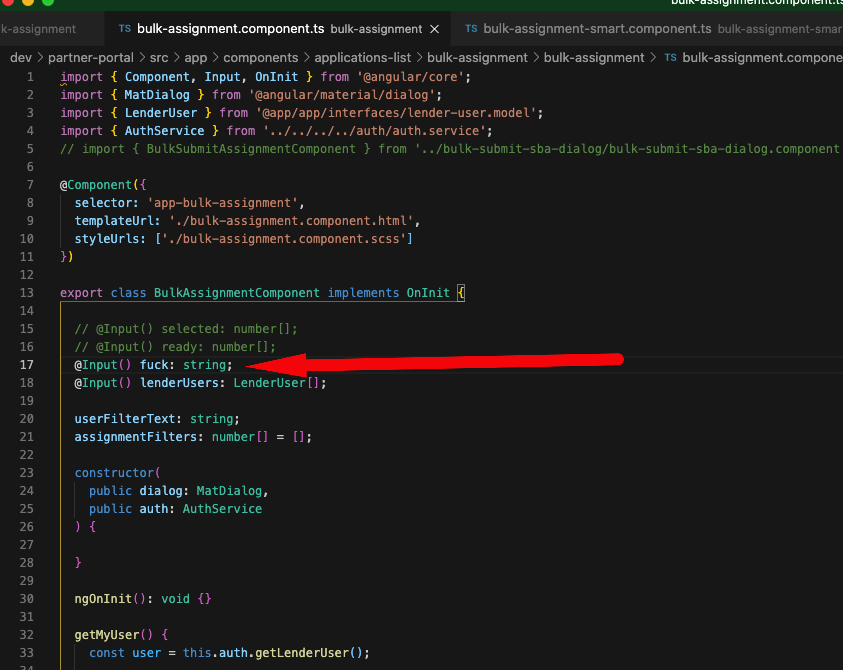 bulk-assignment.component.ts
k-assignment TS bulk-assignment.component.ts bulk-assignment × TS bulk-assignment-smart.component.ts bulk-assignment-smar
dev > partner-portal > src > app > components > applications-list > bulk-assignment > bulk-assignment > TS bulk-assignment.compone
1 import { Component, Input, OnInit } from '@angular/core';
2 import { MatDialog } from '@angular/material/dialog';
3 import { LenderUser } from '@app/app/interfaces/lender-user.model';
4 import { AuthService } from '../../../../auth/auth.service';
5 // import { BulkSubmitAssignmentComponent } from '../bulk-submit-sba-dialog/bulk-submit-sba-dialog.component
6
7 @Component({
8 selector: 'app-bulk-assignment',
9 templateUrl: './bulk-assignment.component.html',
10 styleUrls: ['./bulk-assignment.component.scss']
11 })
12
13 export class BulkAssignmentComponent implements OnInit {
14
15 // @Input() selected: number[];
16 // @Input() ready: number[];
17 @Input() fuck: string;
18 @Input() lenderUsers: LenderUser[];
19
20 userFilterText: string;
21 assignmentFilters: number[] = [];
22
23 constructor(
24 public dialog: MatDialog,
25 public auth: AuthService
26 ) {
27
28 }
29
30 ngOnInit(): void {}
31
32 getMyUser() {
33 const user = this.auth.getLenderUser();
34